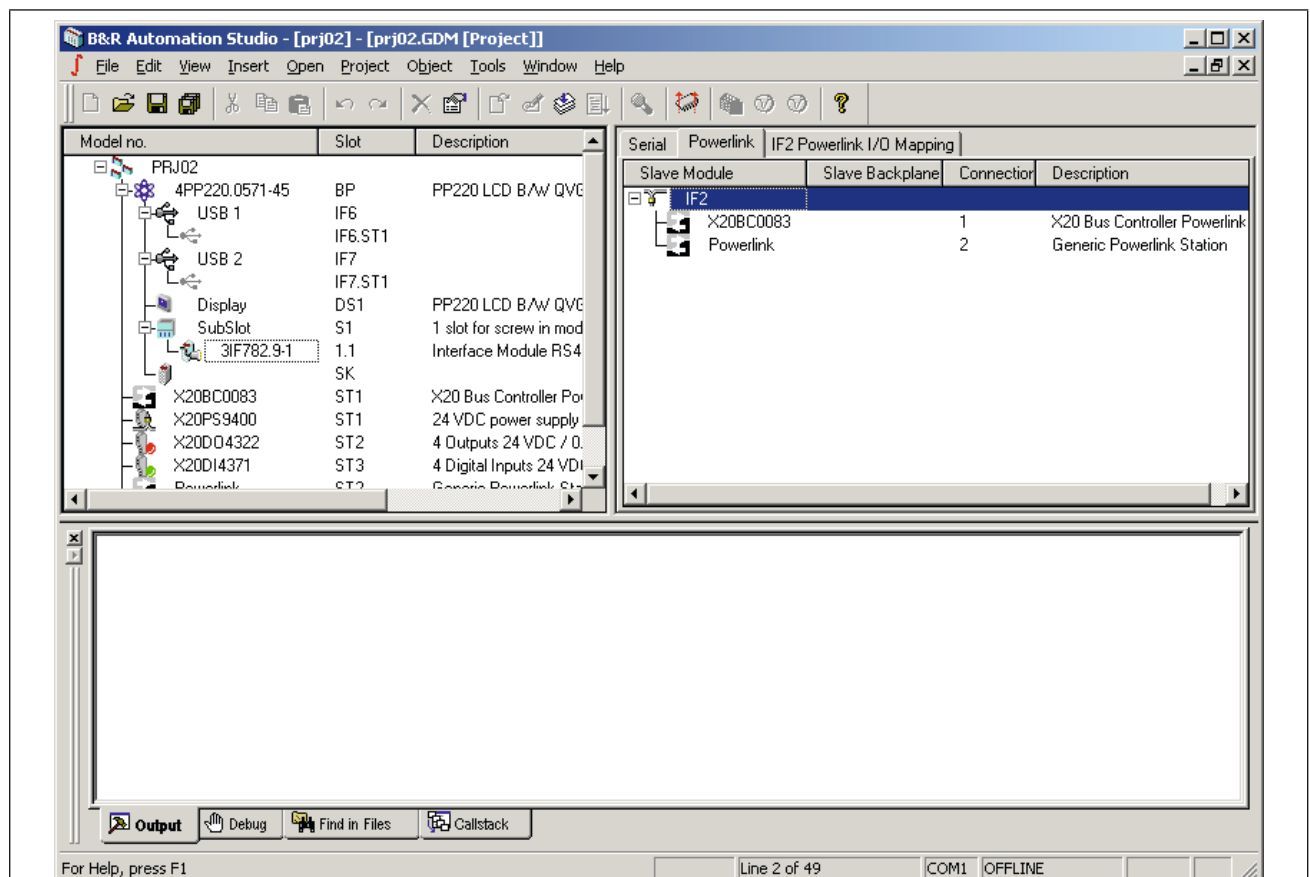 B&R Automation Studio - [prj02] - [prj02.GDM [Project]]
File Edit View Insert Open Project Object Tools Window Help
Model no. Slot Description
PRJ02
4PP220.0571-45 BP PP220 LCD B/W QVG
USB 1 IF6
IF6.ST1
USB 2 IF7
IF7.ST1
Display DS1 PP220 LCD B/W QVG
SubSlot S1 1 slot for screw in mod
3IF782.9-1 1.1 Interface Module RS4
SK
X20BC0083 ST1 X20 Bus Controller Po
X20PS9400 ST1 24 VDC power supply
X20DO4322 ST2 4 Outputs 24 VDC / 0.
X20DI4371 ST3 4 Digital Inputs 24 VD
Powerlink ST2 Generic Powerlink Sta
Serial Powerlink IF2 Powerlink I/O Mapping
Slave Module Slave Backplane Connection Description
IF2
X20BC0083 1 X20 Bus Controller Powerlink
Powerlink 2 Generic Powerlink Station
Output Debug Find in Files Callstack
For Help, press F1 Line 2 of 49 COM1 OFFLINE